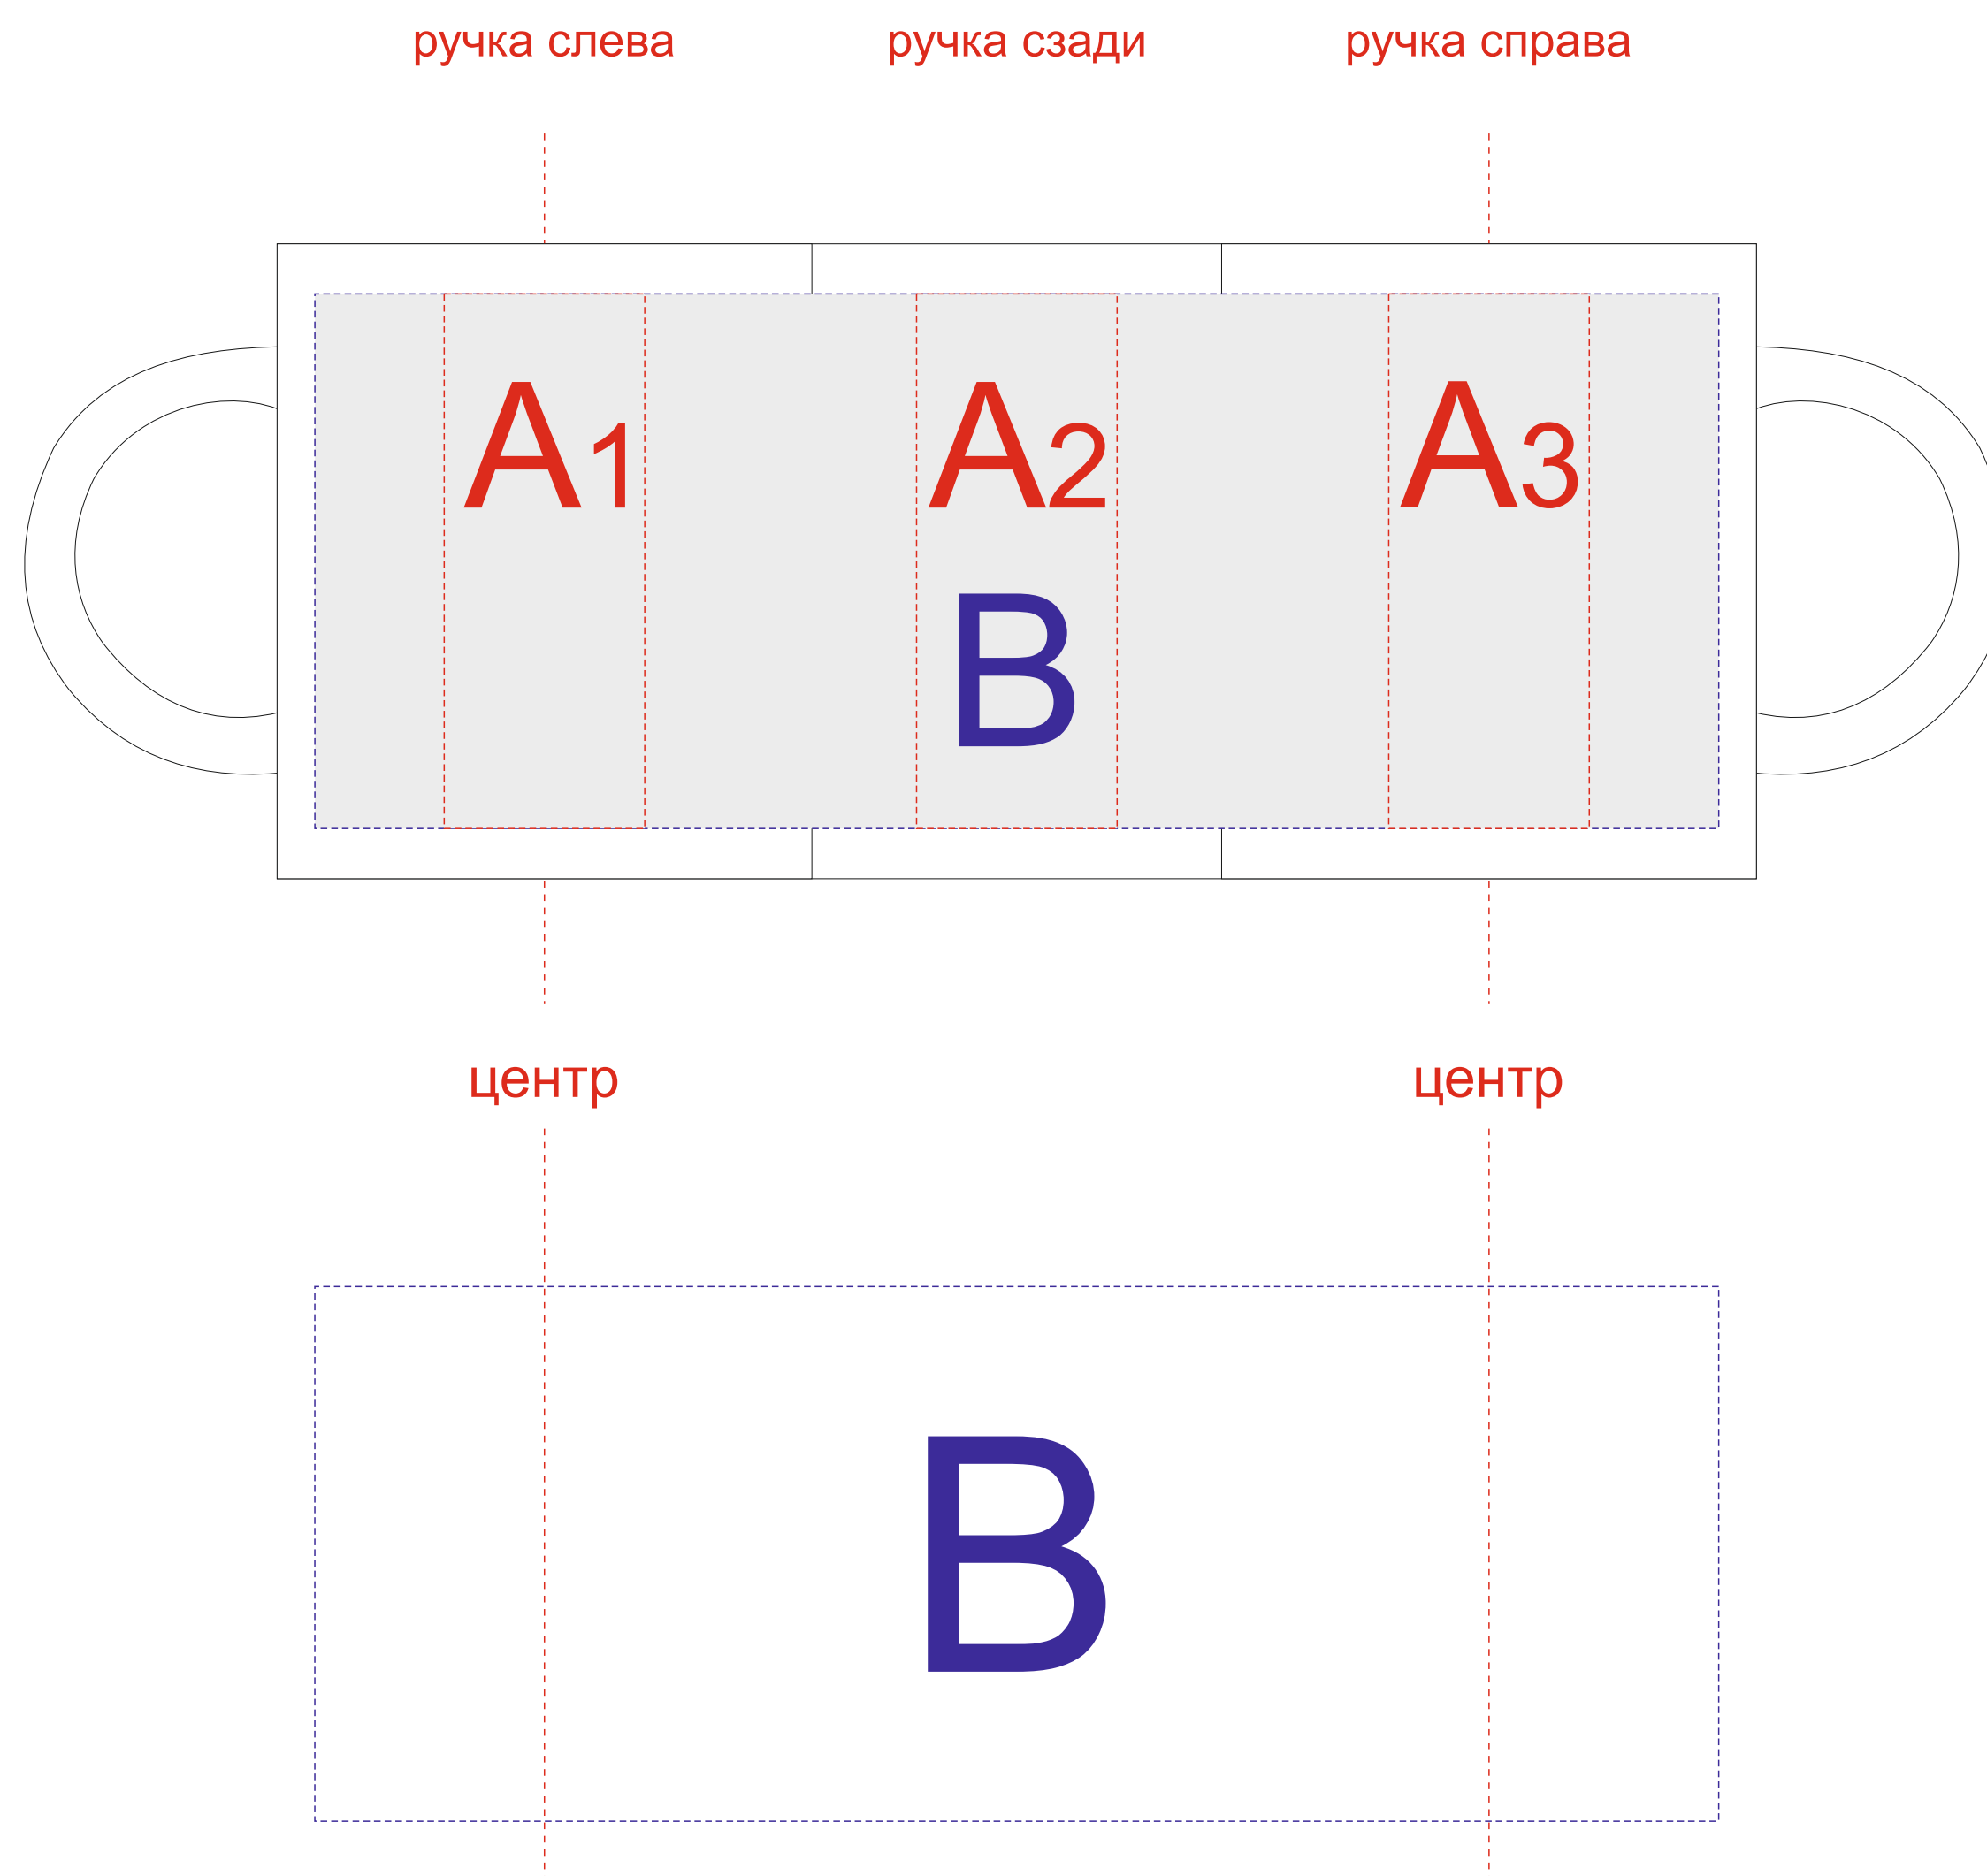 ручка слева ручка сзади ручка справа
A1 A2 A3
B
центр центр
B